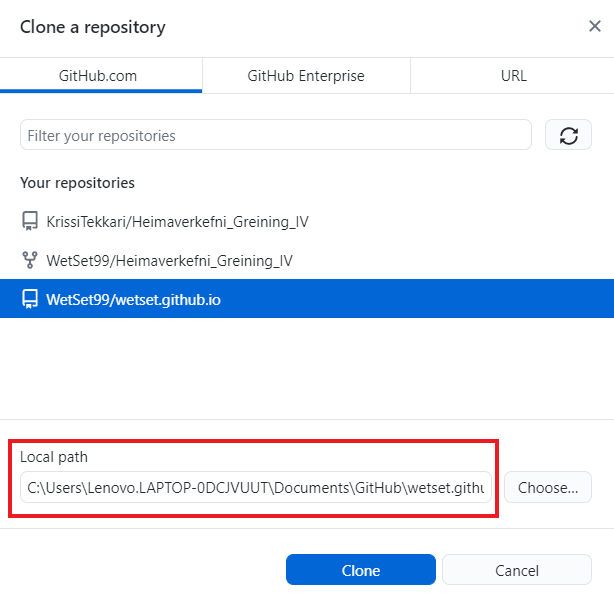 Clone a repository
GitHub.com
GitHub Enterprise
URL
Filter your repositories
Your repositories
KrissiTekkari/Heimaverkefni_Greining_IV
WetSet99/Heimaverkefni_Greining_IV
WetSet99/wetset.github.io
Local path
C:\Users\Lenovo.LAPTOP-0DCJVUUT\Documents\GitHub\wetset.githu
Choose...
Clone
Cancel